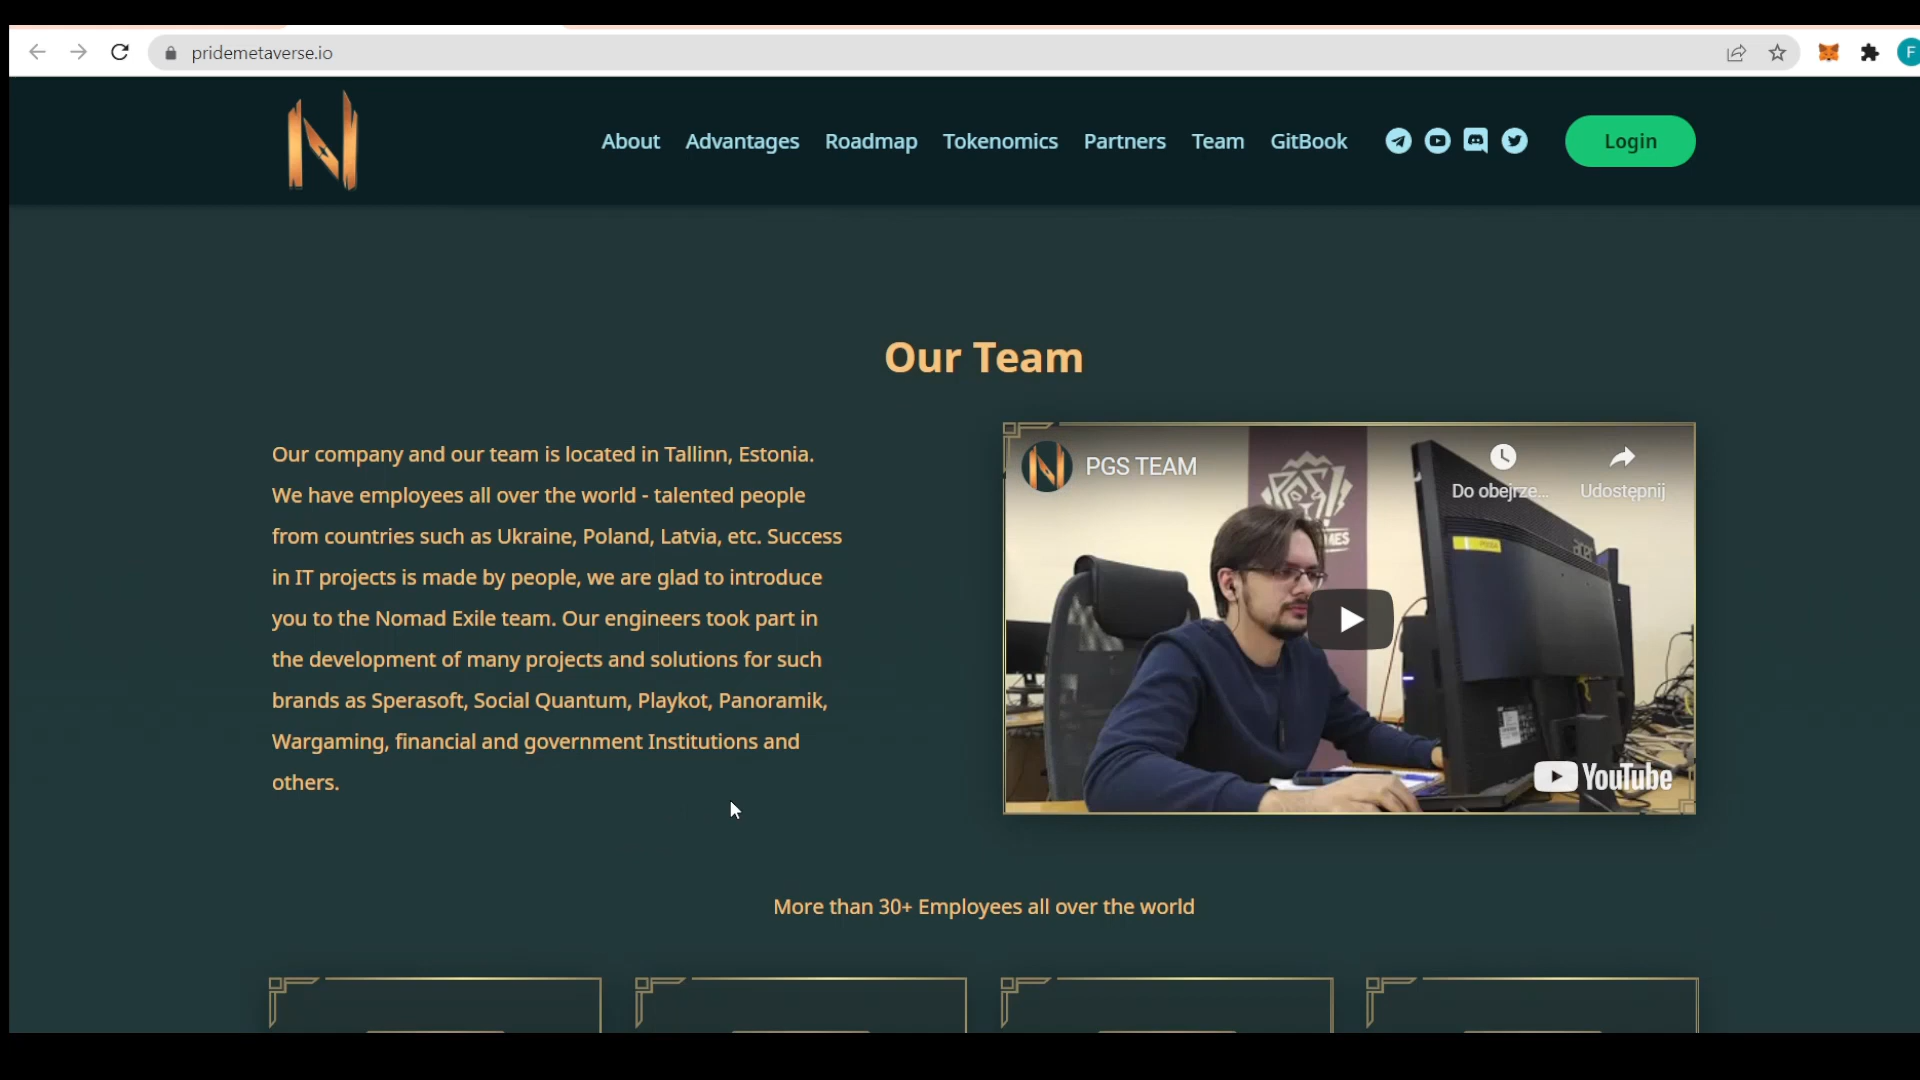 pridemetaverse.io
F
N
About Advantages Roadmap Tokenomics Partners Team GitBook Login
Our Team
Our company and our team is located in Tallinn, Estonia.
We have employees all over the world - talented people
from countries such as Ukraine, Poland, Latvia, etc. Success
in IT projects is made by people, we are glad to introduce
you to the Nomad Exile team. Our engineers took part in
the development of many projects and solutions for such
brands as Sperasoft, Social Quantum, Playkot, Panoramik,
Wargaming, financial and government Institutions and
others.
N PGS TEAM
Do obejrze... Udostępnij
acer
YouTube
More than 30+ Employees all over the world